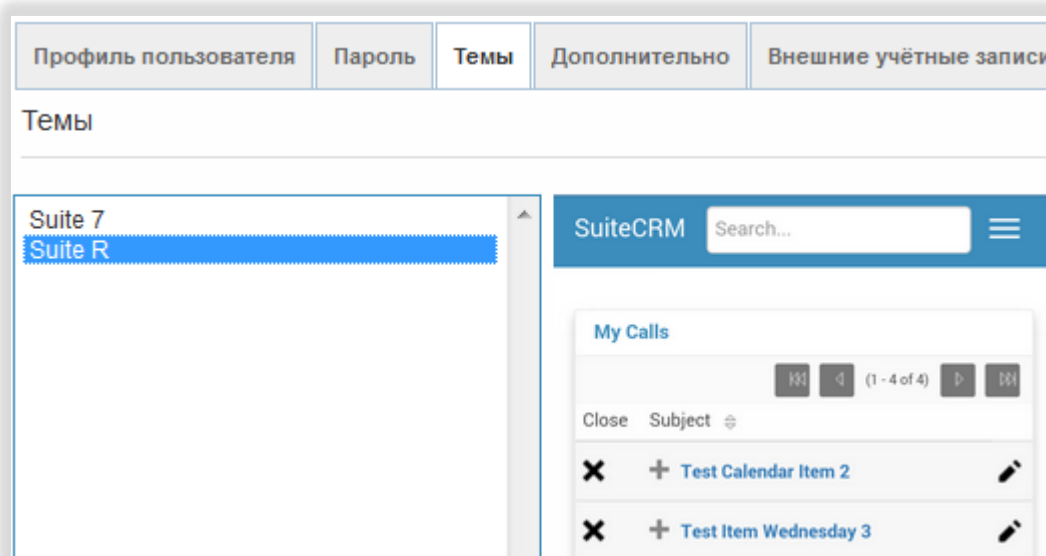 Профиль пользователя Пароль Темы Дополнительно Внешние учётные записи
Темы
Suite 7
Suite R
SuiteCRM Search...
My Calls
(1 - 4 of 4)
Close Subject
Test Calendar Item 2
Test Item Wednesday 3